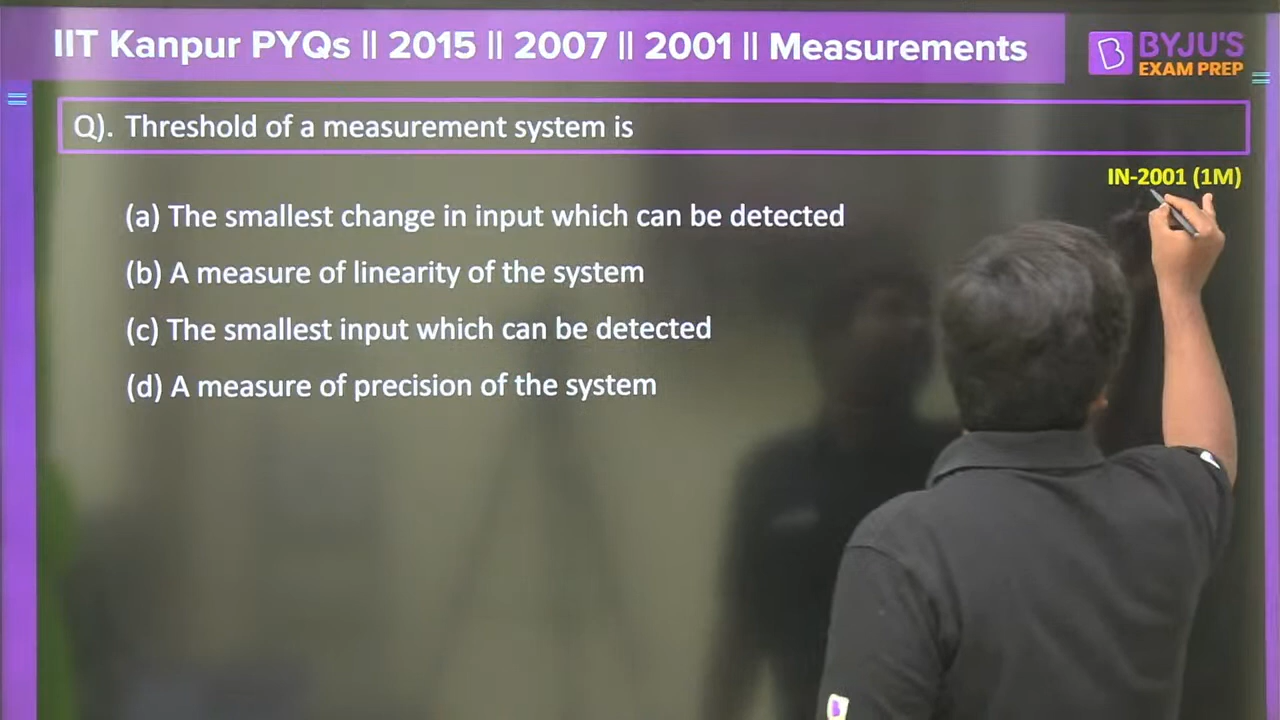 IIT Kanpur PYQs || 2015 || 2007 || 2001 || Measurements
BYJU'S
EXAM PREP
Q). Threshold of a measurement system is
IN-2001 (1M)
(a) The smallest change in input which can be detected
(b) A measure of linearity of the system
(c) The smallest input which can be detected
(d) A measure of precision of the system